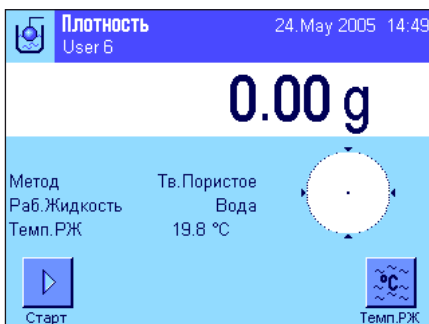 Плотность 24.May 2005 14:49
User 6
0.00 g
Метод Тв.Пористое
Раб.Жидкость Вода
Темп.РЖ 19.8 °C
°C
Старт Темп.РЖ